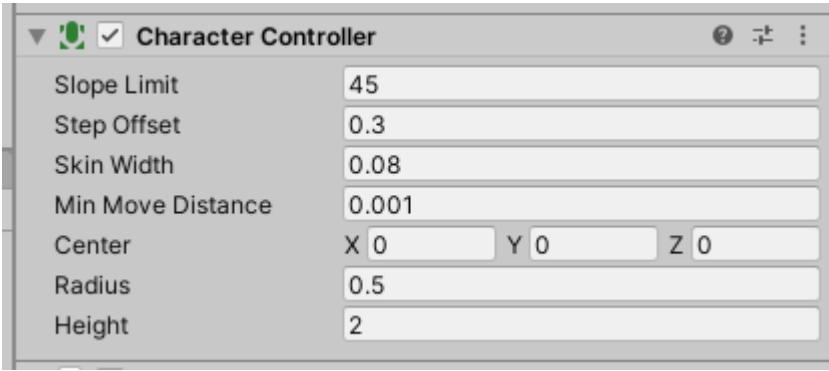 Character Controller
Slope Limit 45
Step Offset 0.3
Skin Width 0.08
Min Move Distance 0.001
Center X 0 Y 0 Z 0
Radius 0.5
Height 2